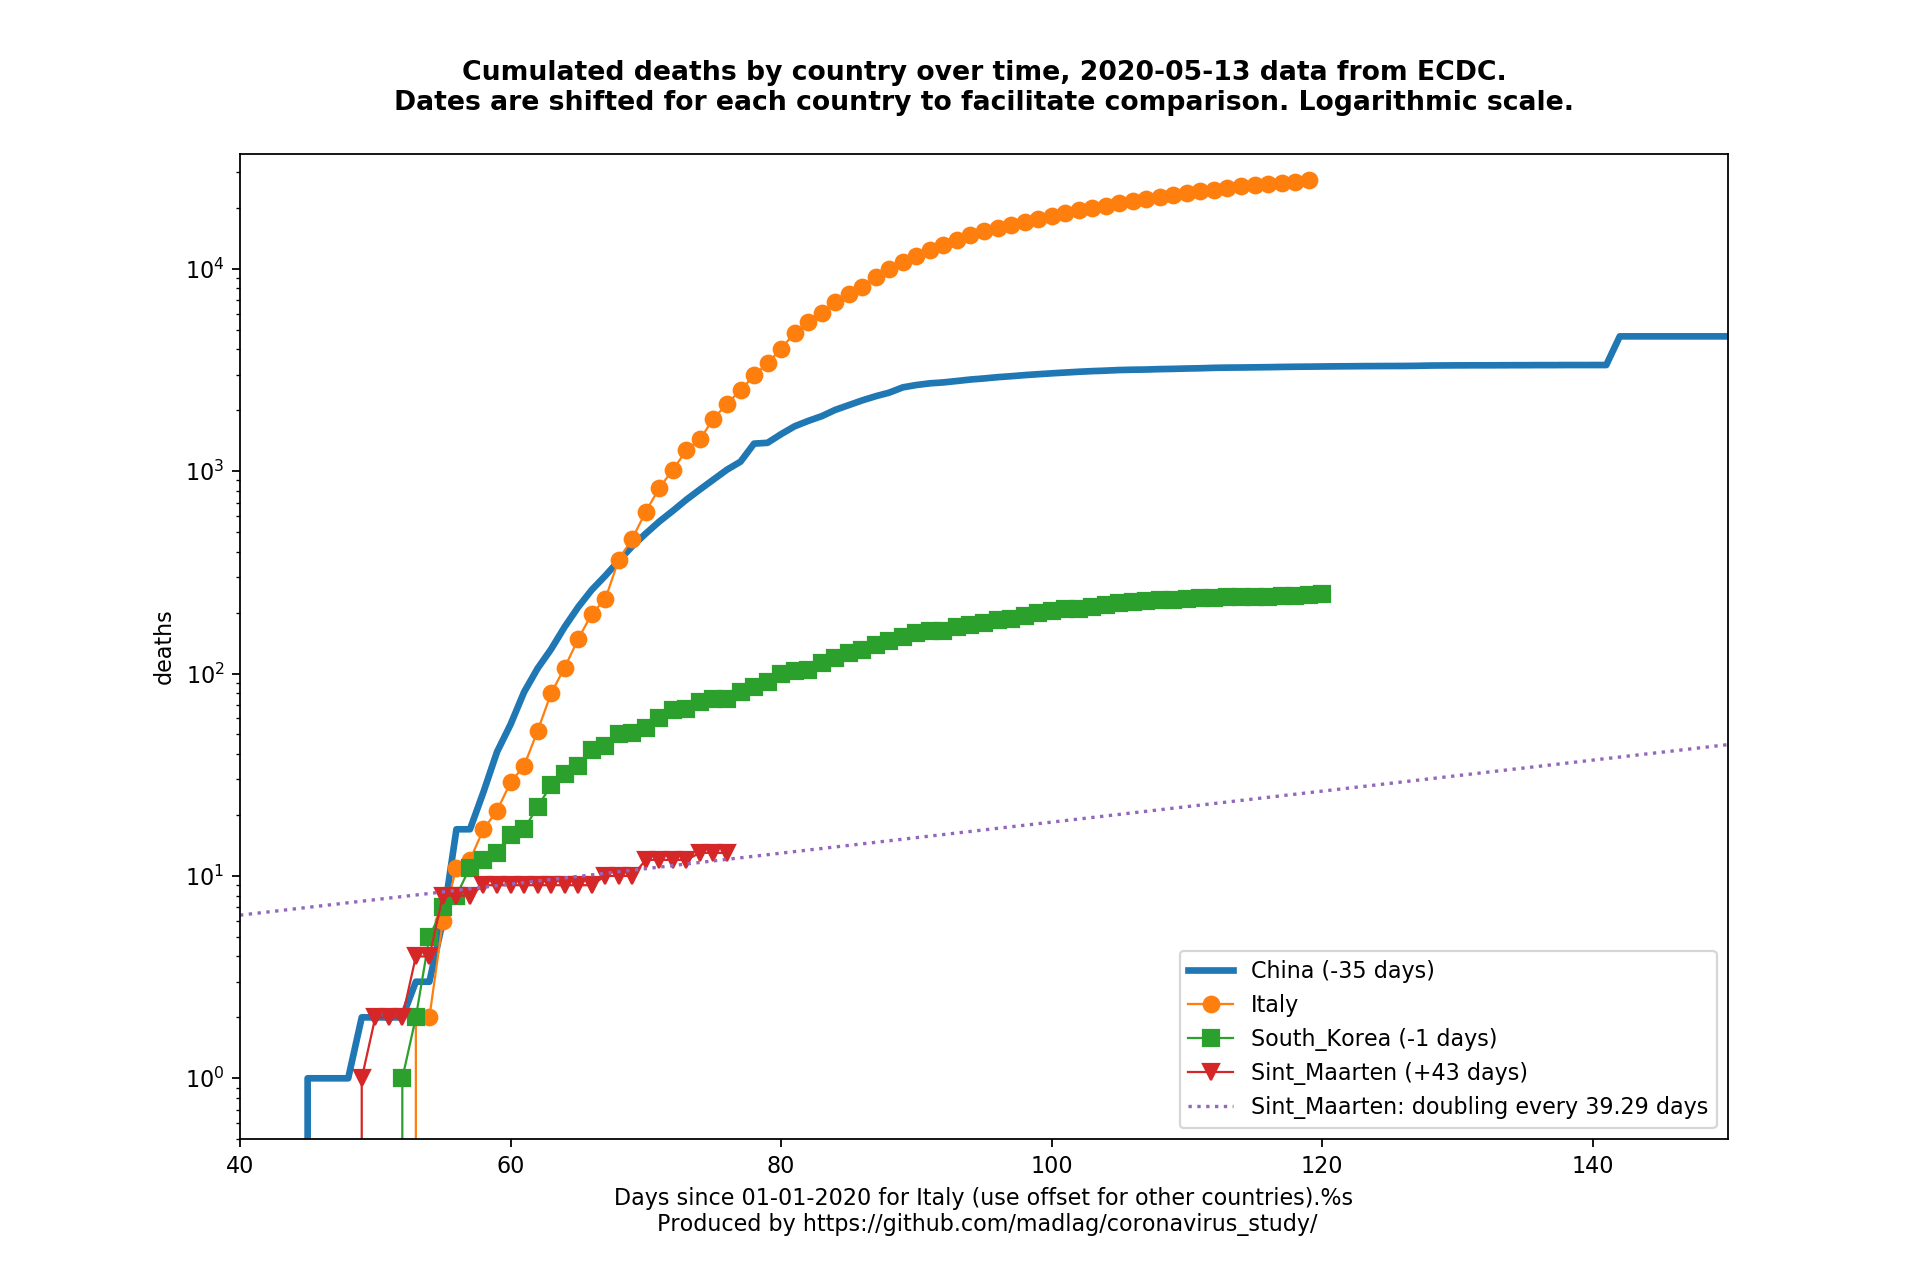 Cumulated deaths by country over time, 2020-05-13 data from ECDC.
Dates are shifted for each country to facilitate comparison. Logarithmic scale.
deaths
10^4
10^3
10^2
10^1
10^0
40 60 80 100 120 140
China (-35 days)
Italy
South_Korea (-1 days)
Sint_Maarten (+43 days)
Sint_Maarten: doubling every 39.29 days
Days since 01-01-2020 for Italy (use offset for other countries).%s
Produced by https://github.com/madlag/coronavirus_study/